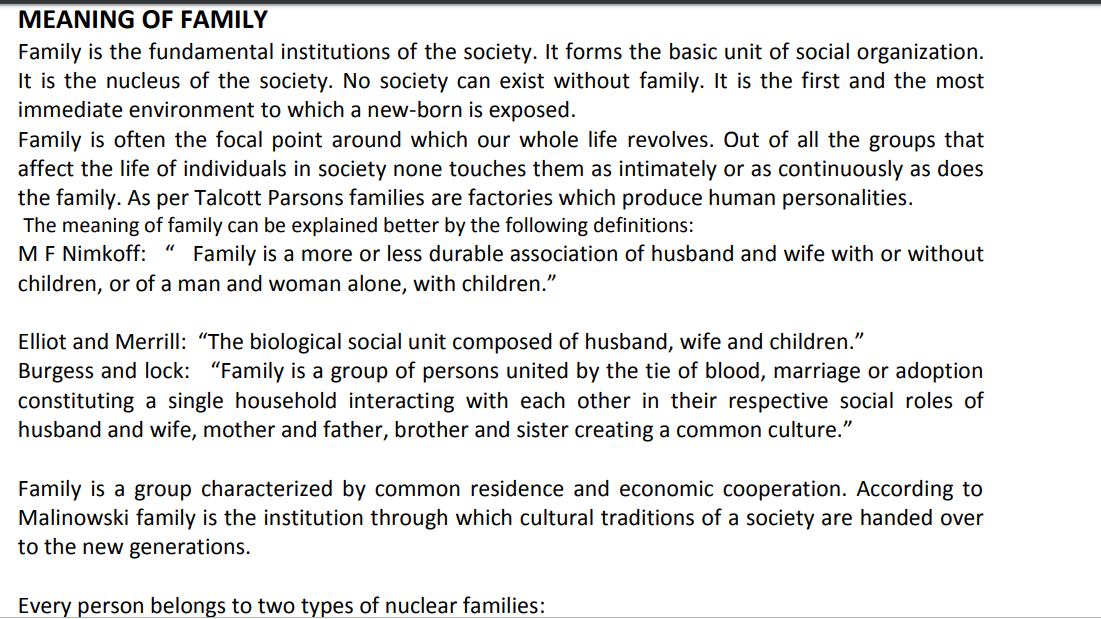 MEANING OF FAMILY
Family is the fundamental institutions of the society. It forms the basic unit of social organization.
It is the nucleus of the society. No society can exist without family. It is the first and the most
immediate environment to which a new-born is exposed.
Family is often the focal point around which our whole life revolves. Out of all the groups that
affect the life of individuals in society none touches them as intimately or as continuously as does
the family. As per Talcott Parsons families are factories which produce human personalities.
The meaning of family can be explained better by the following definitions:
M F Nimkoff: “ Family is a more or less durable association of husband and wife with or without
children, or of a man and woman alone, with children.”
Elliot and Merrill: “The biological social unit composed of husband, wife and children.”
Burgess and lock: “Family is a group of persons united by the tie of blood, marriage or adoption
constituting a single household interacting with each other in their respective social roles of
husband and wife, mother and father, brother and sister creating a common culture.”
Family is a group characterized by common residence and economic cooperation. According to
Malinowski family is the institution through which cultural traditions of a society are handed over
to the new generations.
Every person belongs to two types of nuclear families: